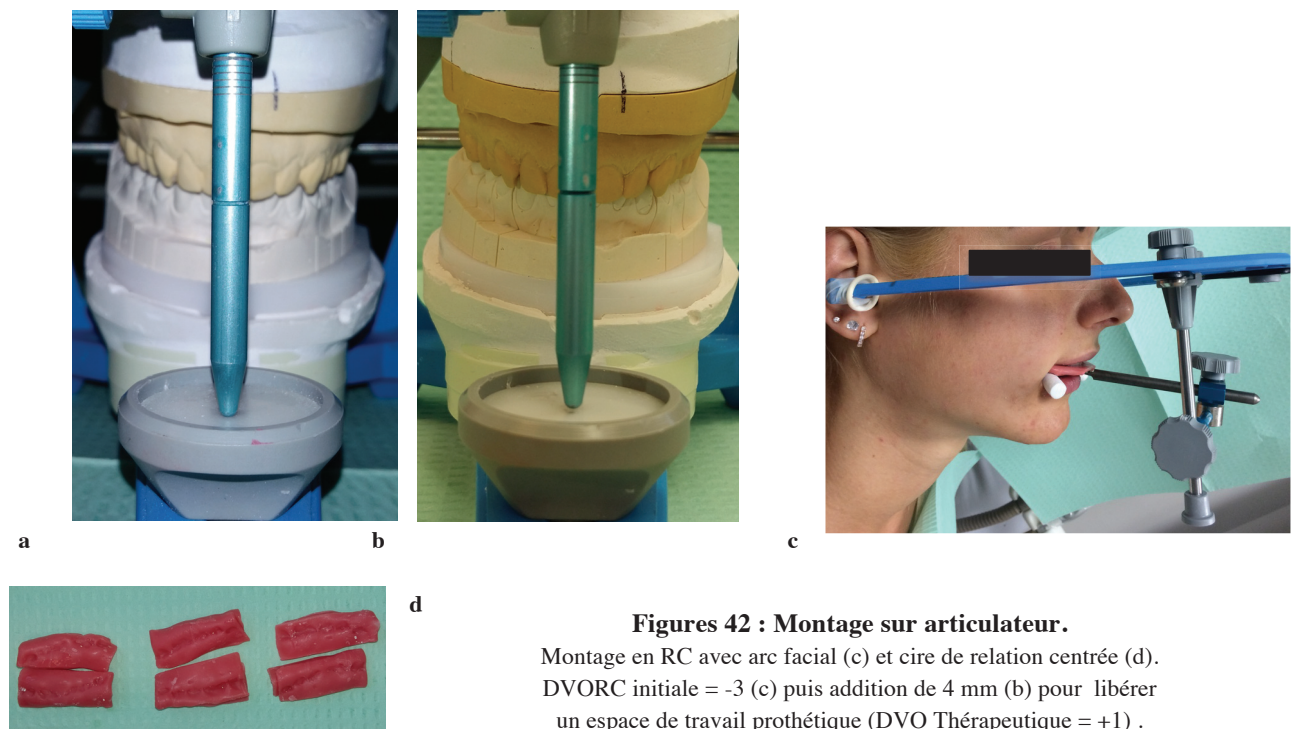 a
b
c
d
Figures 42 : Montage sur articulateur.
Montage en RC avec arc facial (c) et cire de relation centrée (d).
DVORC initiale = -3 (c) puis addition de 4 mm (b) pour libérer
un espace de travail prothétique (DVO Thérapeutique = +1) .